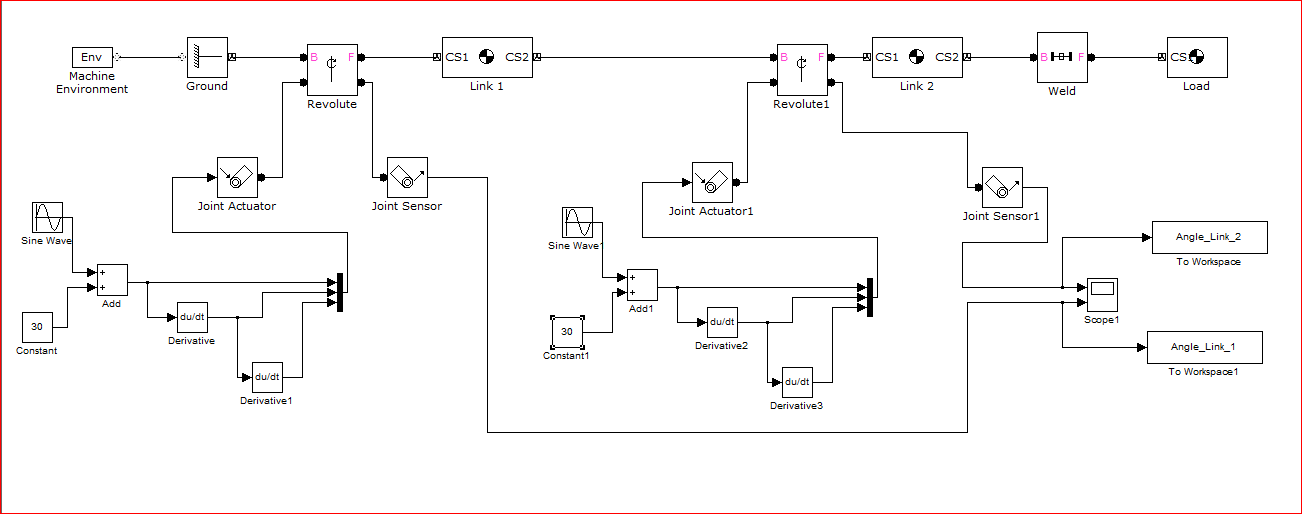 Env
Machine
Environment
Ground
B F
Revolute
CS1 CS2
Link 1
B F
Revolute1
CS1 CS2
Link 2
B F
Weld
CS1
Load
Joint Actuator
Joint Sensor
Joint Actuator1
Joint Sensor1
Sine Wave
Sine Wave1
Angle_Link_2
To Workspace
+
+
Add
+
+
Add1
Scope1
30
Constant
du/dt
Derivative
30
Constant1
du/dt
Derivative2
Angle_Link_1
To Workspace1
du/dt
Derivative1
du/dt
Derivative3